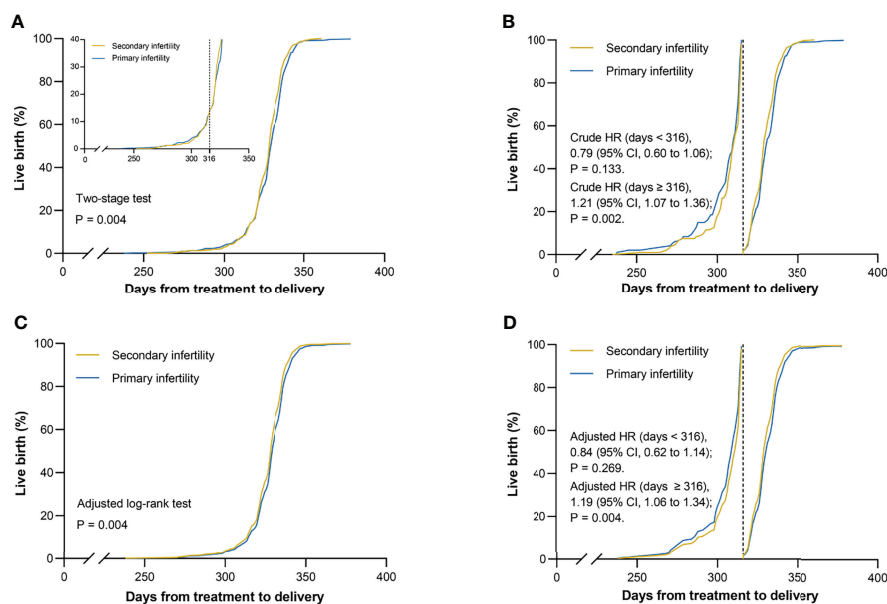 A
100
80
60
40
20
0
Live birth (%)
40
30
20
10
0
0
300
316
350
Secondary infertility
Primary infertility
Two-stage test
P = 0.004
0
250
300
350
400
Days from treatment to delivery
B
100
80
60
40
20
0
Live birth (%)
Secondary infertility
Primary infertility
Crude HR (days < 316),
0.79 (95% CI, 0.60 to 1.06);
P = 0.133.
Crude HR (days ≥ 316),
1.21 (95% CI, 1.07 to 1.36);
P = 0.002.
0
250
300
350
400
Days from treatment to delivery
C
100
80
60
40
20
0
Live birth (%)
Secondary infertility
Primary infertility
Adjusted log-rank test
P = 0.004
0
250
300
350
400
Days from treatment to delivery
D
100
80
60
40
20
0
Live birth (%)
Secondary infertility
Primary infertility
Adjusted HR (days < 316),
0.84 (95% CI, 0.62 to 1.14);
P = 0.269.
Adjusted HR (days ≥ 316),
1.19 (95% CI, 1.06 to 1.34);
P = 0.004.
0
250
300
350
400
Days from treatment to delivery